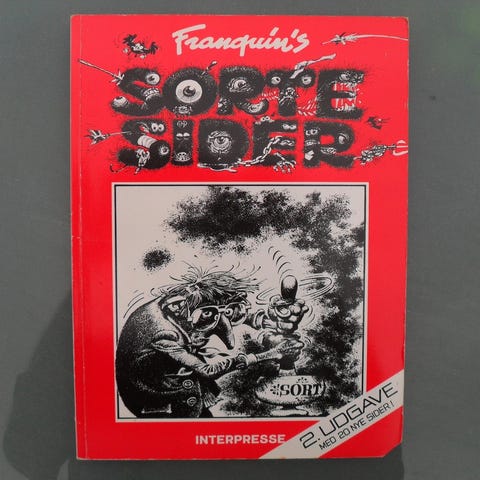 Franquin's
SORTE
SIDER
SORT
2. UDGAVE
MED 20 NYE SIDER!
INTERPRESSE